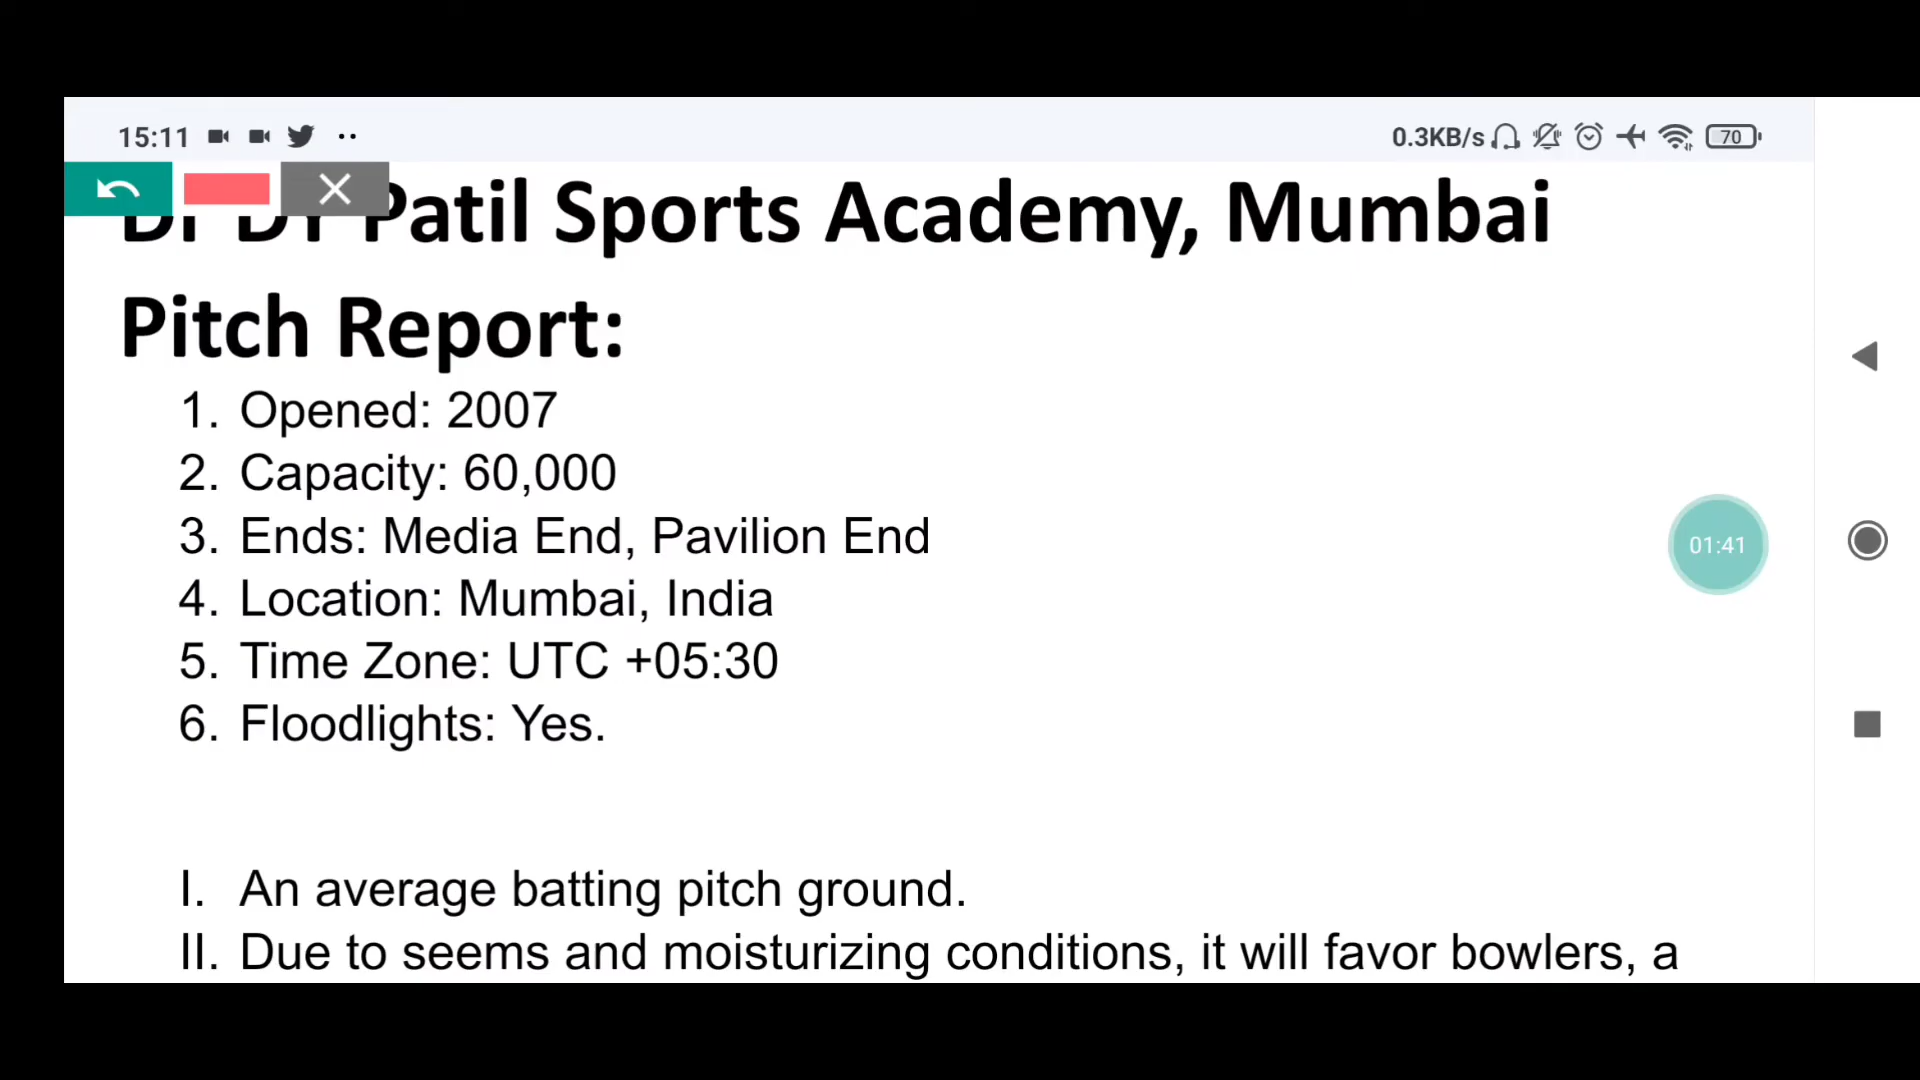 15:11
0.3KB/s
70
Dr DY Patil Sports Academy, Mumbai
Pitch Report:
1. Opened: 2007
2. Capacity: 60,000
3. Ends: Media End, Pavilion End
01:41
4. Location: Mumbai, India
5. Time Zone: UTC +05:30
6. Floodlights: Yes.
I. An average batting pitch ground.
II. Due to seems and moisturizing conditions, it will favor bowlers, a